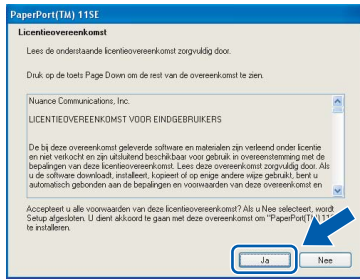 PaperPort(TM) 11SE
Licentieovereenkomst
Lees de onderstaande licentieovereenkomst zorgvuldig door.
Druk op de toets Page Down om de rest van de overeenkomst te zien.
Nuance Communications, Inc.
LICENTIEOVEREENKOMST VOOR EINDGEBRUIKERS
De bij deze overeenkomst geleverde software en materialen zijn verleend onder licentie
en niet verkocht en zijn uitsluitend beschikbaar voor gebruik in overeenstemming met de
bepalingen van deze licentieovereenkomst. Lees deze overeenkomst zorgvuldig door. Als
u de software downloadt, installeert, kopieert of op enige andere wijze gebruikt, bent u
automatisch gebonden aan de bepalingen en voorwaarden van deze overeenkomst en
Accepteert u alle voorwaarden van deze licentieovereenkomst? Als u Nee selecteert, wordt
Setup afgesloten. U dient akkoord te gaan met deze overeenkomst om "PaperPort(TM)
te installeren.
Ja
Nee